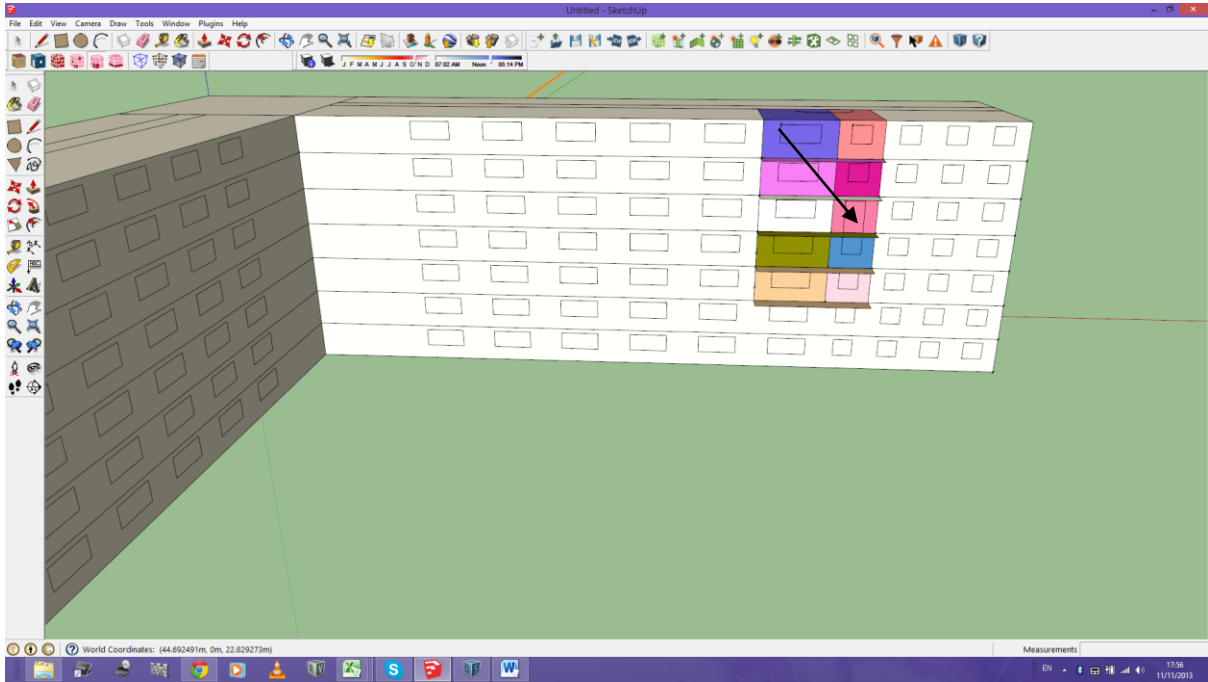 Untitled - SketchUp
File Edit View Camera Draw Tools Window Plugins Help
J F M A M J J A S O N D 07:02 AM Noon 05:14 PM
World Coordinates: (44.692491m, 0m, 22.829273m)
Measurements
EN
17:56
11/11/2013